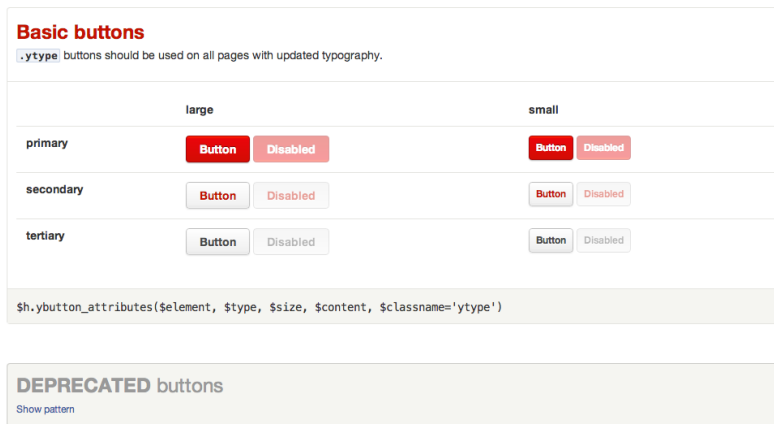 Basic buttons
.ytype buttons should be used on all pages with updated typography.
large small
primary Button Disabled Button Disabled
secondary Button Disabled Button Disabled
tertiary Button Disabled Button Disabled
$h.ybutton_attributes($element, $type, $size, $content, $classname='ytype')
DEPRECATED buttons
Show pattern